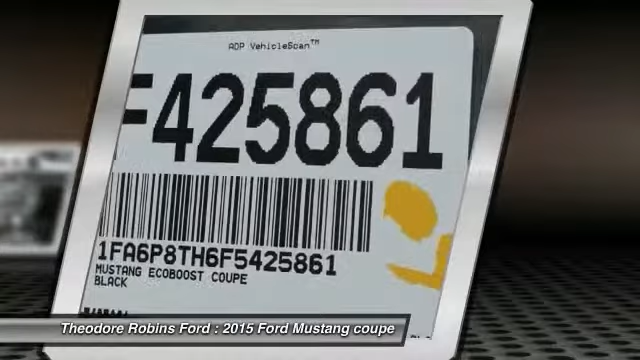 ADP VehicleScan™
F425861
1FA6P8TH6F5425861
MUSTANG ECOBOOST COUPE
BLACK
Theodore Robins Ford : 2015 Ford Mustang coupe